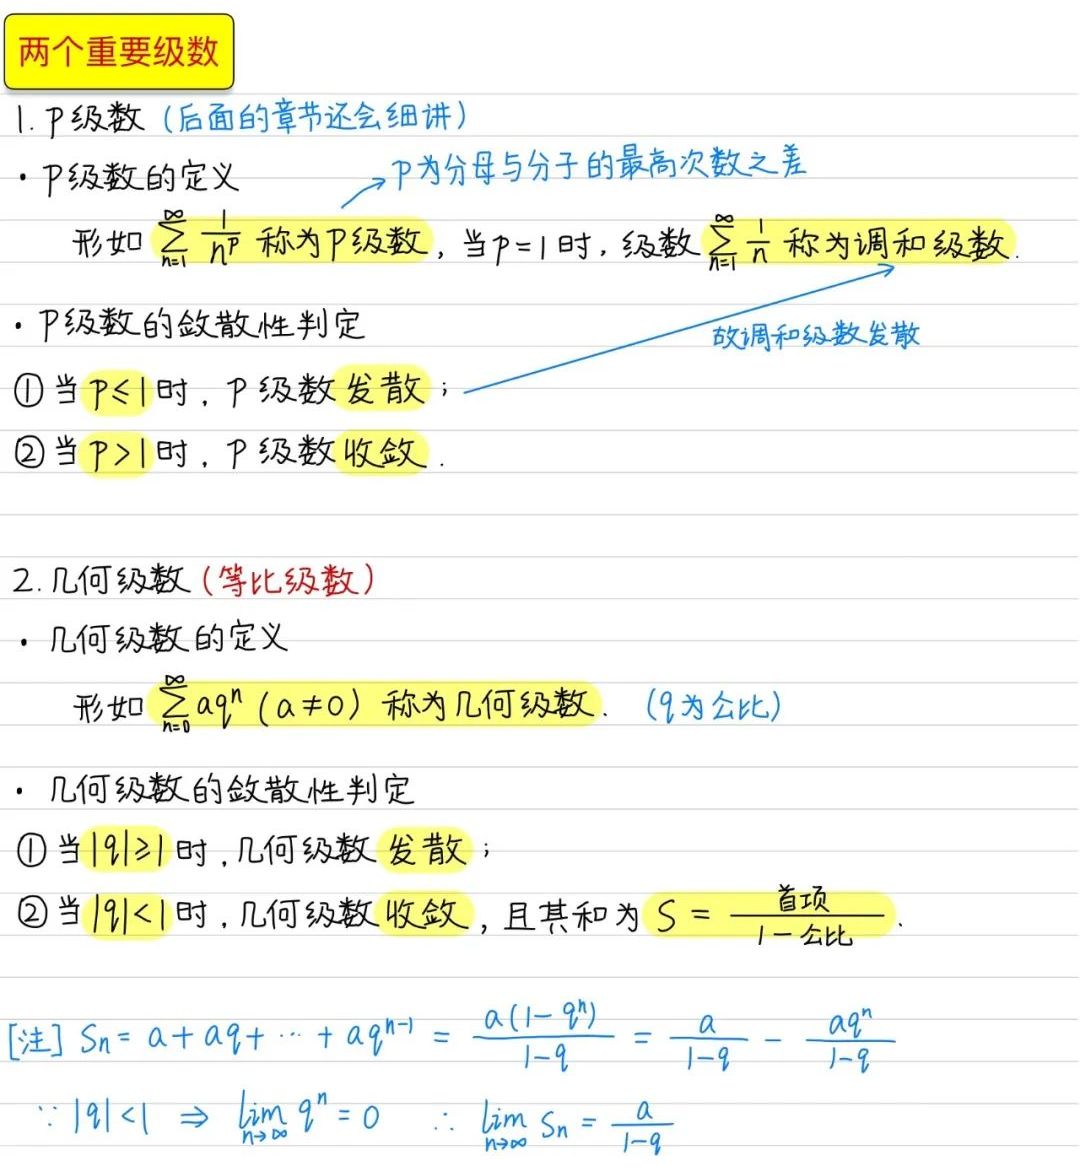 两个重要级数
1. P级数（后面的章节还会细讲）
· P级数的定义
P为分母与分子的最高次数之差
形如 $\sum_{n=1}^{\infty} \frac{1}{n^p}$ 称为P级数，当p=1时，级数 $\sum_{n=1}^{\infty} \frac{1}{n}$ 称为调和级数.
· P级数的敛散性判定
故调和级数发散
① 当 P≤1 时，P级数发散；
② 当 P>1 时，P级数收敛.
2. 几何级数（等比级数）
· 几何级数的定义
形如 $\sum_{n=0}^{\infty} aq^n$ (a≠0) 称为几何级数.（q为公比）
· 几何级数的敛散性判定
① 当 |q|≥1 时，几何级数发散；
② 当 |q|<1 时，几何级数收敛，且其和为 $S = \frac{首项}{1-公比}$.
[注] $S_n = a + aq + \cdots + aq^{n-1} = \frac{a(1-q^n)}{1-q} = \frac{a}{1-q} - \frac{aq^n}{1-q}$
∵ |q|<1 ⇒ $\lim_{n\to\infty} q^n = 0$ ∴ $\lim_{n\to\infty} S_n = \frac{a}{1-q}$